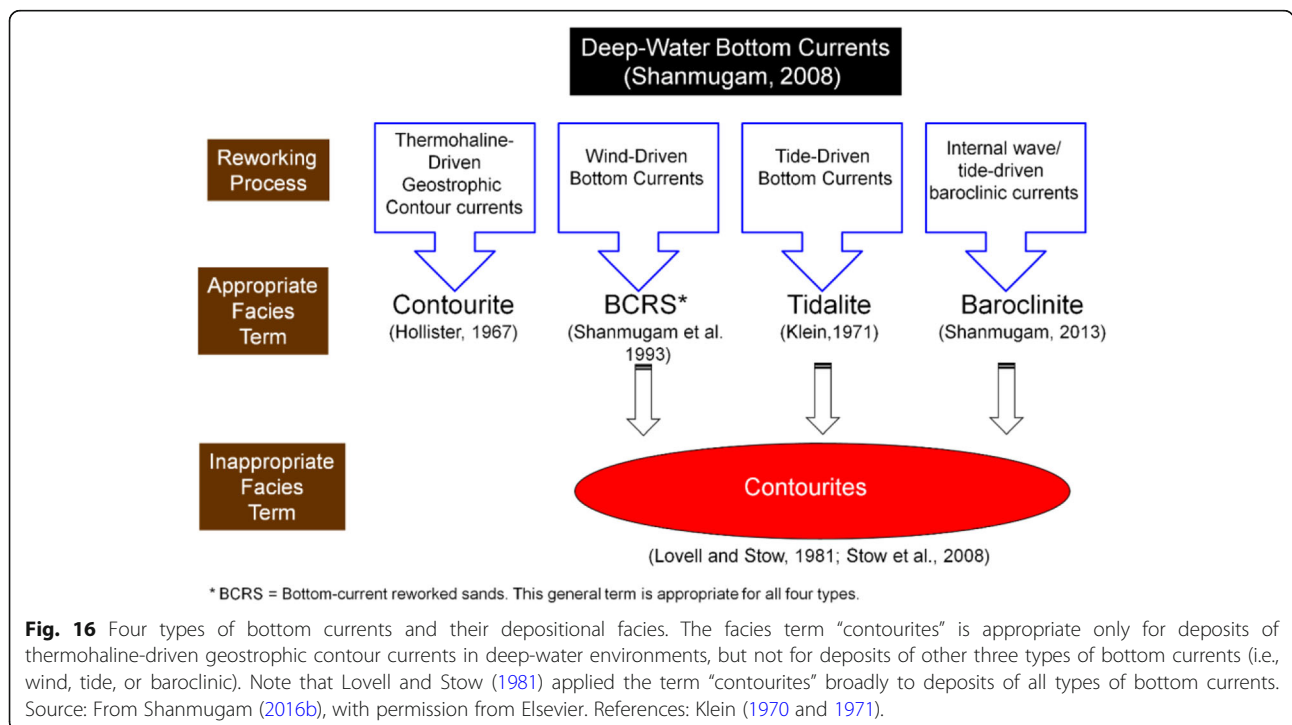 Deep-Water Bottom Currents
(Shanmugam, 2008)
Reworking
Process
Thermohaline-
Driven
Geostrophic
Contour currents
Wind-Driven
Bottom Currents
Tide-Driven
Bottom Currents
Internal wave/
tide-driven
baroclinic currents
Appropriate
Facies
Term
Contourite
(Hollister, 1967)
BCRS*
(Shanmugam et al.
1993)
Tidalite
(Klein,1971)
Baroclinite
(Shanmugam, 2013)
Inappropriate
Facies
Term
Contourites
(Lovell and Stow, 1981; Stow et al., 2008)
* BCRS = Bottom-current reworked sands. This general term is appropriate for all four types.
Fig. 16 Four types of bottom currents and their depositional facies. The facies term “contourites” is appropriate only for deposits of
thermohaline-driven geostrophic contour currents in deep-water environments, but not for deposits of other three types of bottom currents (i.e.,
wind, tide, or baroclinic). Note that Lovell and Stow (1981) applied the term “contourites” broadly to deposits of all types of bottom currents.
Source: From Shanmugam (2016b), with permission from Elsevier. References: Klein (1970 and 1971).